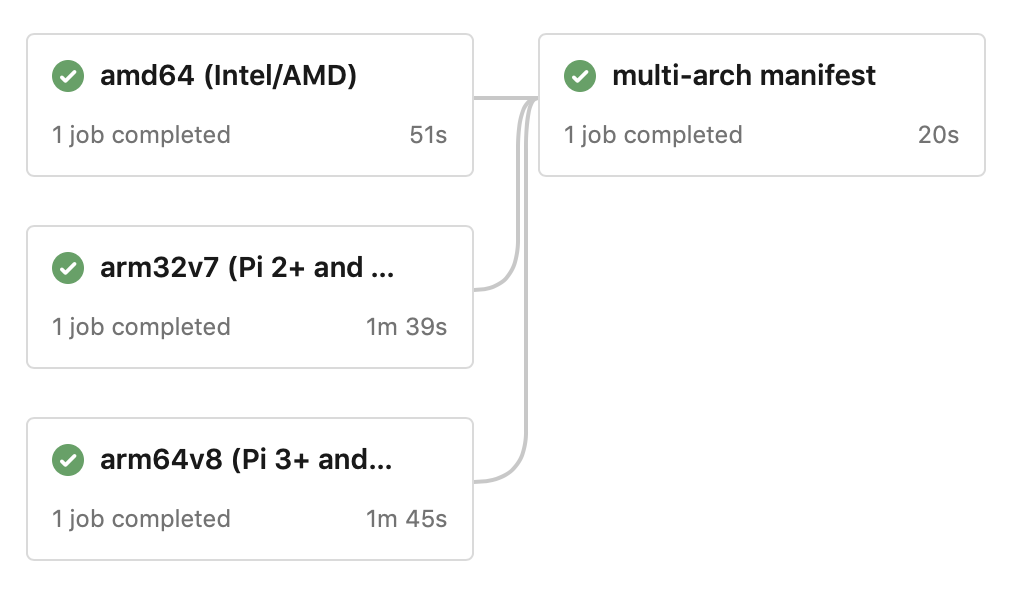 amd64 (Intel/AMD)
1 job completed 51s
multi-arch manifest
1 job completed 20s
arm32v7 (Pi 2+ and ...
1 job completed 1m 39s
arm64v8 (Pi 3+ and...
1 job completed 1m 45s